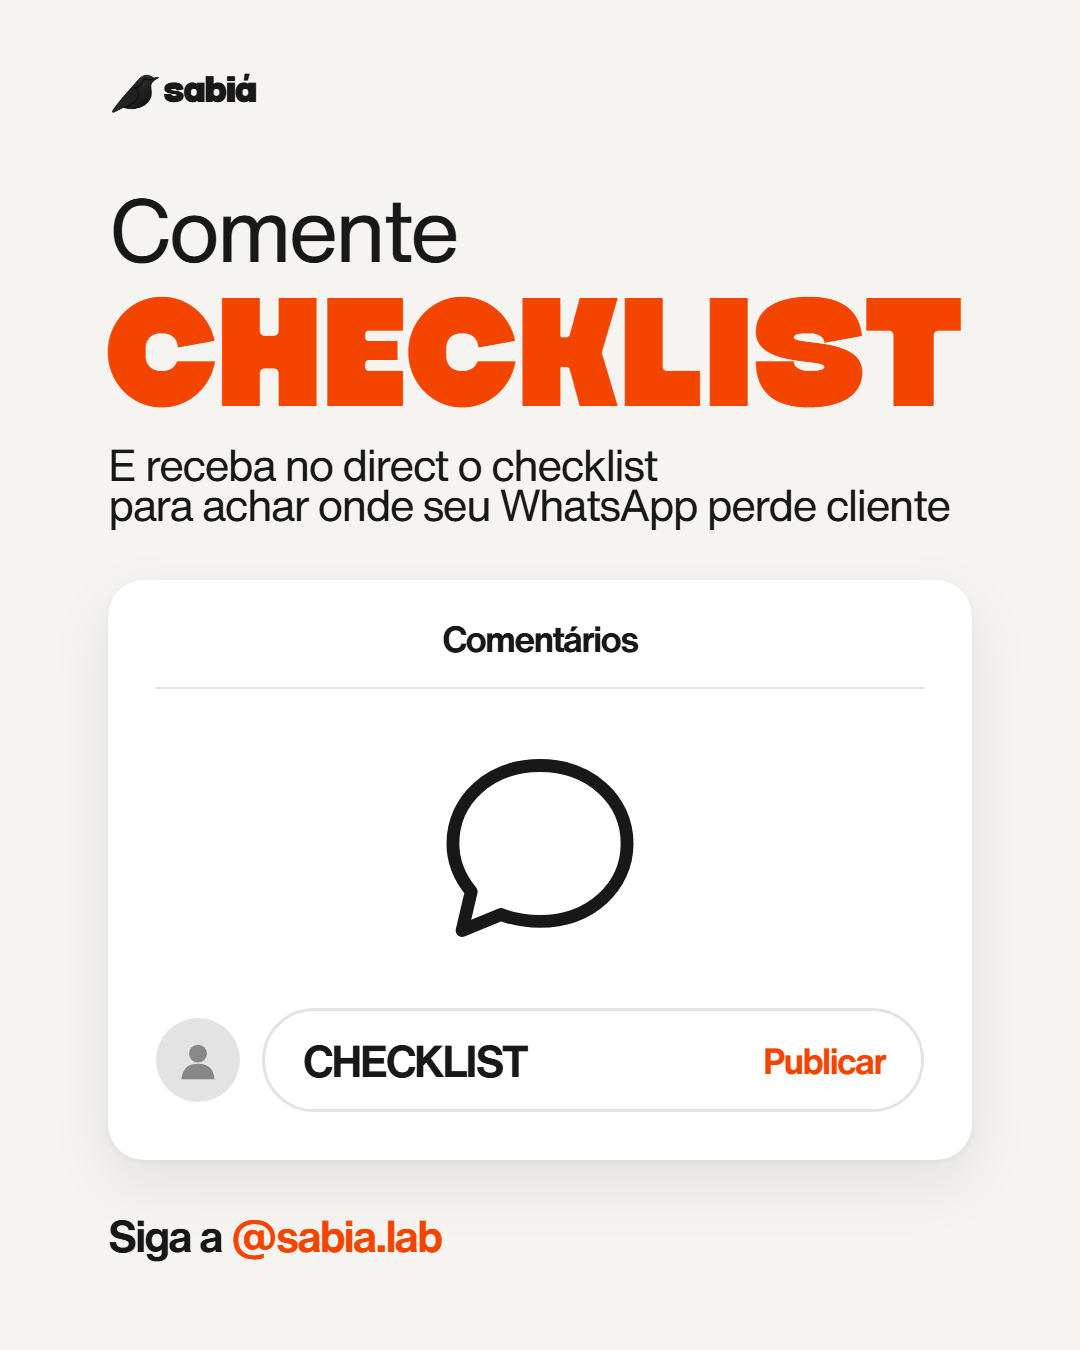 sabiá
Comente
CHECKLIST
E receba no direct o checklist
para achar onde seu WhatsApp perde cliente
Comentários
CHECKLIST Publicar
Siga a @sabia.lab